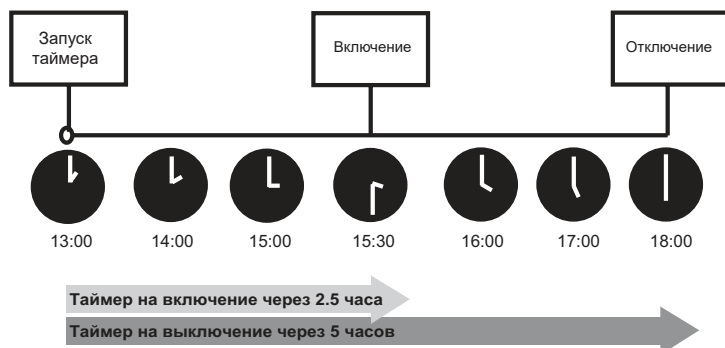 Запуск
таймера
Включение
Отключение
13:00
14:00
15:00
15:30
16:00
17:00
18:00
Таймер на включение через 2.5 часа
Таймер на выключение через 5 часов